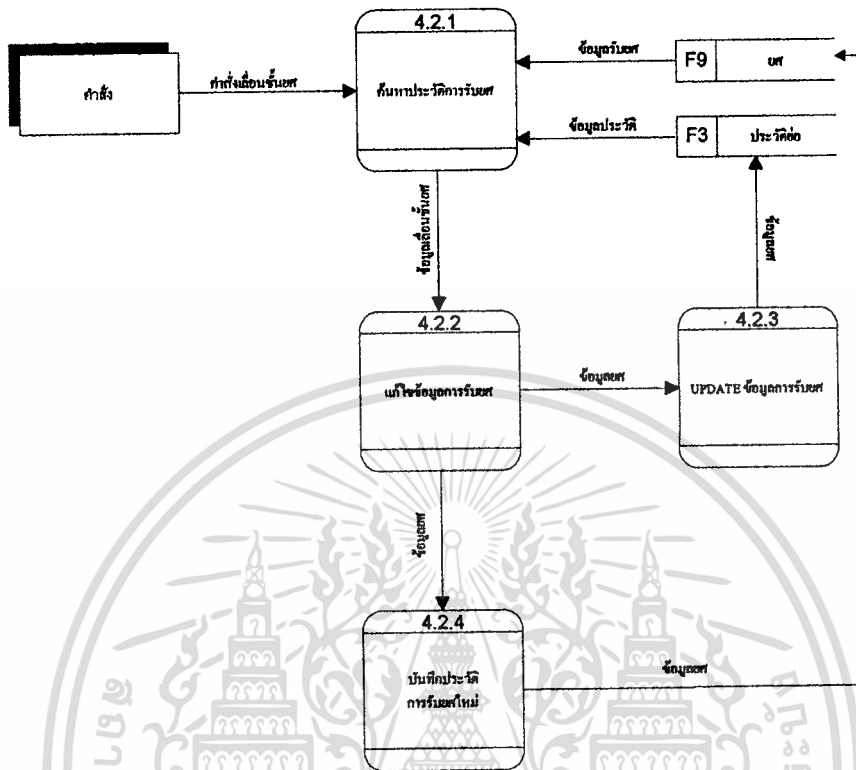 4.2.1
ข้อมูลรับยศ
F9
ยศ
คำสั่ง
คำสั่งเลื่อนชั้นยศ
ค้นหาประวัติการรับยศ
ข้อมูลประวัติ
F3
ประวัติย่อ
ข้อมูลเลื่อนชั้นยศ
ข้อมูลยศ
4.2.2
4.2.3
แก้ไขข้อมูลการรับยศ
ข้อมูลยศ
UPDATE ข้อมูลการรับยศ
ข้อมูลยศ
4.2.4
บันทึกประวัติ
การรับยศใหม่
ข้อมูลยศ